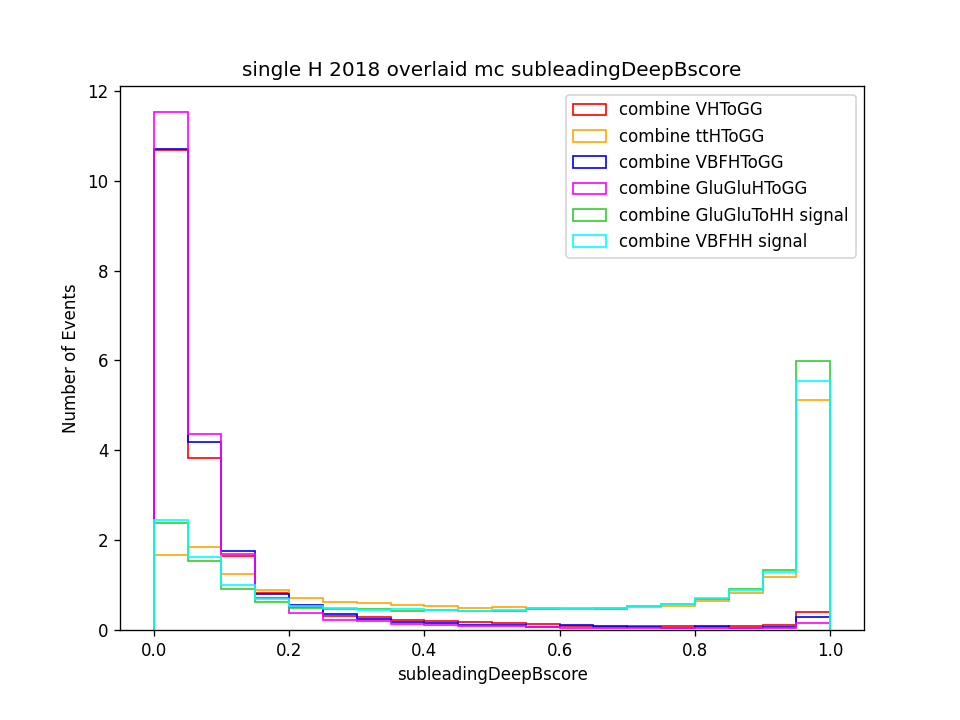 single H 2018 overlaid mc subleadingDeepBscore
12
10
8
6
4
2
0
Number of Events
combine VHToGG
combine ttHToGG
combine VBFHToGG
combine GluGluHToGG
combine GluGluToHH signal
combine VBFHH signal
0.0 0.2 0.4 0.6 0.8 1.0
subleadingDeepBscore